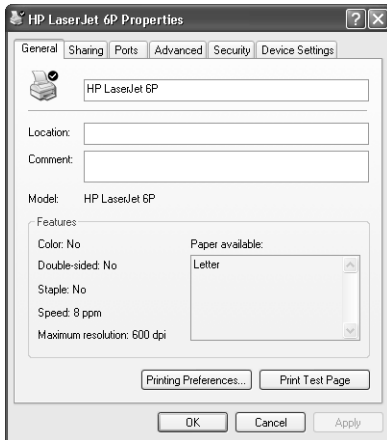 HP LaserJet 6P Properties
General Sharing Ports Advanced Security Device Settings
HP LaserJet 6P
Location:
Comment:
Model: HP LaserJet 6P
Features
Color: No
Paper available:
Double-sided: No
Letter
Staple: No
Speed: 8 ppm
Maximum resolution: 600 dpi
Printing Preferences... Print Test Page
OK Cancel Apply